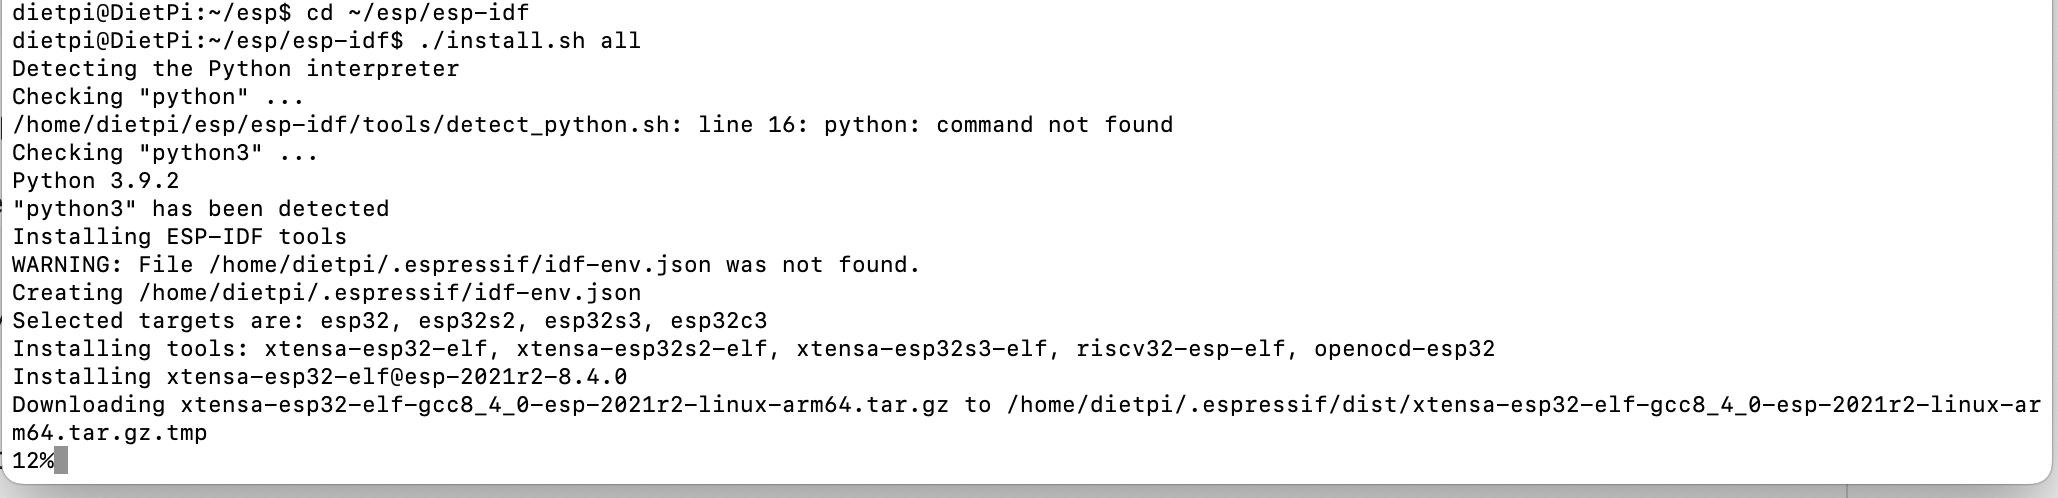 dietpi@DietPi:~/esp$ cd ~/esp/esp-idf
dietpi@DietPi:~/esp/esp-idf$ ./install.sh all
Detecting the Python interpreter
Checking "python" ...
/home/dietpi/esp/esp-idf/tools/detect_python.sh: line 16: python: command not found
Checking "python3" ...
Python 3.9.2
"python3" has been detected
Installing ESP-IDF tools
WARNING: File /home/dietpi/.espressif/idf-env.json was not found.
Creating /home/dietpi/.espressif/idf-env.json
Selected targets are: esp32, esp32s2, esp32s3, esp32c3
Installing tools: xtensa-esp32-elf, xtensa-esp32s2-elf, xtensa-esp32s3-elf, riscv32-esp-elf, openocd-esp32
Installing xtensa-esp32-elf@esp-2021r2-8.4.0
Downloading xtensa-esp32-elf-gcc8_4_0-esp-2021r2-linux-arm64.tar.gz to /home/dietpi/.espressif/dist/xtensa-esp32-elf-gcc8_4_0-esp-2021r2-linux-ar
m64.tar.gz.tmp
12%